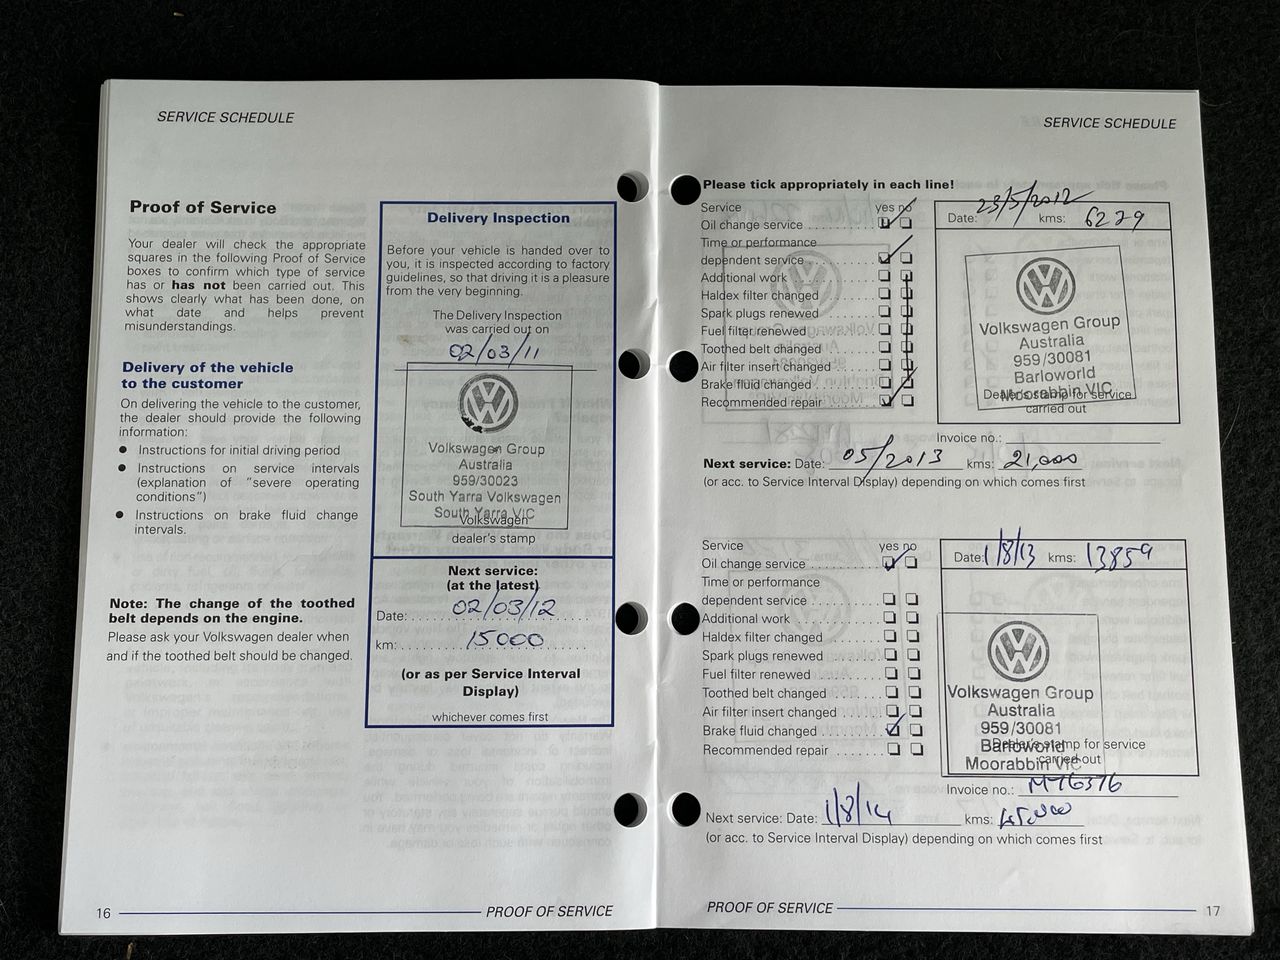 SERVICE SCHEDULE
Proof of Service
Your dealer will check the appropriate
squares in the following Proof of Service
boxes to confirm which type of service
has or has not been carried out. This
shows clearly what has been done, on
what date and helps prevent
misunderstandings.
Delivery of the vehicle
to the customer
On delivering the vehicle to the customer,
the dealer should provide the following
information:
● Instructions for initial driving period
● Instructions on service intervals
(explanation of "severe operating
conditions")
● Instructions on brake fluid change
intervals.
Note: The change of the toothed
belt depends on the engine.
Please ask your Volkswagen dealer when
and if the toothed belt should be changed.
Delivery Inspection
Before your vehicle is handed over to
you, it is inspected according to factory
guidelines, so that driving it is a pleasure
from the very beginning.
The Delivery Inspection
was carried out on
02/03/11
Volkswagen Group
Australia
959/30023
South Yarra Volkswagen
South Yarra VIC
Volkswagen
dealer's stamp
Next service:
(at the latest)
Date: 02/03/12
km: 15000
(or as per Service Interval
Display)
whichever comes first
16 PROOF OF SERVICE
SERVICE SCHEDULE
Please tick appropriately in each line!
Service yes no
Oil change service
Time or performance
dependent service
Additional work
Haldex filter changed
Spark plugs renewed
Fuel filter renewed
Toothed belt changed
Air filter insert changed
Brake fluid changed
Recommended repair
Date: 23/5/2012 kms: 6229
Volkswagen Group
Australia
959/30081
Barloworld
Moorabbin VIC
Dealer's stamp for service
carried out
Invoice no.:
Next service: Date: 05/2013 kms: 21,000
(or acc. to Service Interval Display) depending on which comes first
Service yes no
Oil change service
Time or performance
dependent service
Additional work
Haldex filter changed
Spark plugs renewed
Fuel filter renewed
Toothed belt changed
Air filter insert changed
Brake fluid changed
Recommended repair
Date: 1/8/13 kms: 13859
Volkswagen Group
Australia
959/30081
Barloworld
Moorabbin VIC
Dealer's stamp for service
carried out
Invoice no.:
Next service: Date: 1/8/14 kms:
(or acc. to Service Interval Display) depending on which comes first
PROOF OF SERVICE 17